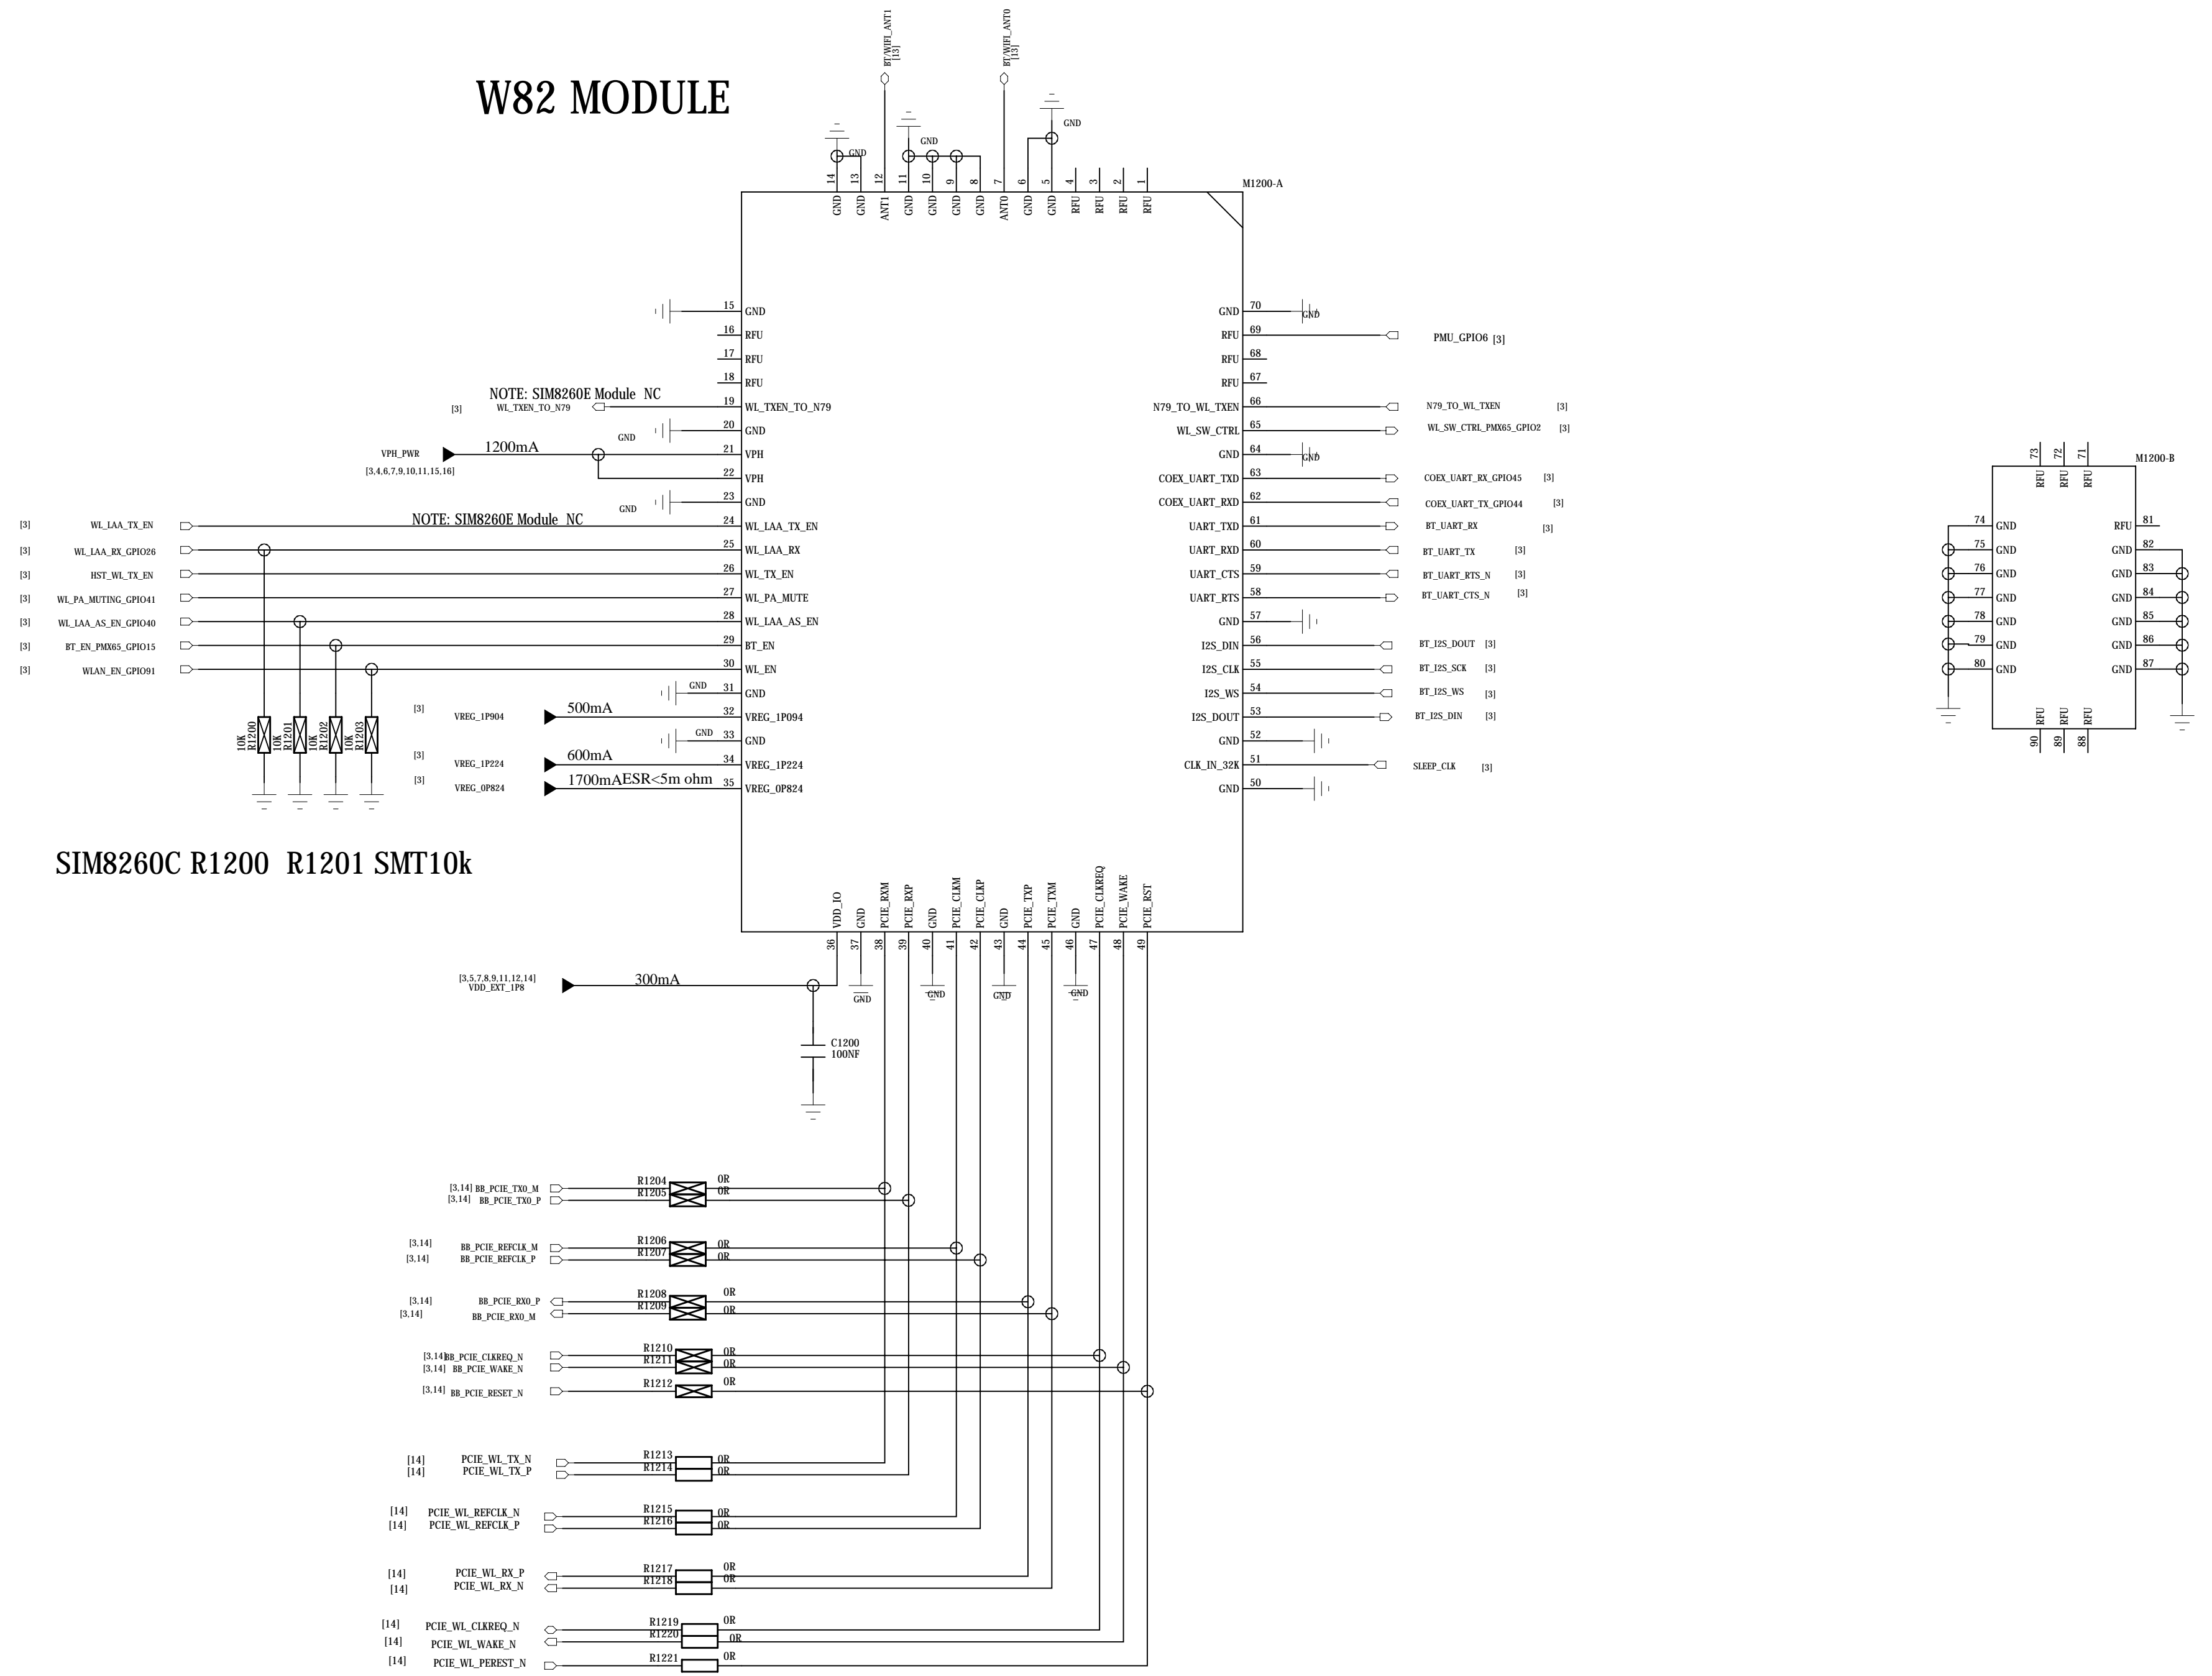 BT/WIFI_ANT1
[13]
BT/WIFI_ANT0
[13]
W82 MODULE
GND
GND
GND
14
13
12
11
10
9
8
7
6
5
4
3
2
1
M1200-A
GND
GND
ANT1
GND
GND
GND
GND
ANT0
GND
GND
RFU
RFU
RFU
RFU
15 GND
16 RFU
17 RFU
18 RFU
NOTE: SIM8260E Module NC
[3] WL_TXEN_TO_N79 19 WL_TXEN_TO_N79
GND 20 GND
VPH_PWR 1200mA 21 VPH
[3,4,6,7,9,10,11,15,16] 22 VPH
GND 23 GND
[3] WL_LAA_TX_EN NOTE: SIM8260E Module NC 24 WL_LAA_TX_EN
[3] WL_LAA_RX_GPIO26 25 WL_LAA_RX
[3] HST_WL_TX_EN 26 WL_TX_EN
[3] WL_PA_MUTING_GPIO41 27 WL_PA_MUTE
[3] WL_LAA_AS_EN_GPIO40 28 WL_LAA_AS_EN
[3] BT_EN_PMX65_GPIO15 29 BT_EN
[3] WLAN_EN_GPIO91 30 WL_EN
GND 31 GND
[3] VREG_1P904 500mA 32 VREG_1P094
GND 33 GND
[3] VREG_1P224 600mA 34 VREG_1P224
[3] VREG_0P824 1700mA ESR<5m ohm 35 VREG_0P824
10K R1200
10K R1201
10K R1202
10K R1203
SIM8260C R1200 R1201 SMT10k
GND 70 GND
RFU 69 PMU_GPIO6 [3]
RFU 68
RFU 67
N79_TO_WL_TXEN 66 N79_TO_WL_TXEN [3]
WL_SW_CTRL 65 WL_SW_CTRL_PMX65_GPIO2 [3]
GND 64 GND
COEX_UART_TXD 63 COEX_UART_RX_GPIO45 [3]
COEX_UART_RXD 62 COEX_UART_TX_GPIO44 [3]
UART_TXD 61 BT_UART_RX [3]
UART_RXD 60 BT_UART_TX [3]
UART_CTS 59 BT_UART_RTS_N [3]
UART_RTS 58 BT_UART_CTS_N [3]
GND 57
I2S_DIN 56 BT_I2S_DOUT [3]
I2S_CLK 55 BT_I2S_SCK [3]
I2S_WS 54 BT_I2S_WS [3]
I2S_DOUT 53 BT_I2S_DIN [3]
GND 52
CLK_IN_32K 51 SLEEP_CLK [3]
GND 50
73
72
71
M1200-B
RFU
RFU
RFU
74 GND RFU 81
75 GND GND 82
76 GND GND 83
77 GND GND 84
78 GND GND 85
79 GND GND 86
80 GND GND 87
RFU
RFU
RFU
90
89
88
VDD_IO
GND
PCIE_RXM
PCIE_RXP
GND
PCIE_CLKM
PCIE_CLKP
GND
PCIE_TXP
PCIE_TXM
GND
PCIE_CLKREQ
PCIE_WAKE
PCIE_RST
36
37
38
39
40
41
42
43
44
45
46
47
48
49
[3,5,7,8,9,11,12,14]
VDD_EXT_1P8
300mA
GND
GND
GND
GND
C1200
100NF
[3,14] BB_PCIE_TX0_M R1204 0R
[3,14] BB_PCIE_TX0_P R1205 0R
[3,14] BB_PCIE_REFCLK_M R1206 0R
[3,14] BB_PCIE_REFCLK_P R1207 0R
[3,14] BB_PCIE_RX0_P R1208 0R
[3,14] BB_PCIE_RX0_M R1209 0R
[3,14] BB_PCIE_CLKREQ_N R1210 0R
[3,14] BB_PCIE_WAKE_N R1211 0R
[3,14] BB_PCIE_RESET_N R1212 0R
[14] PCIE_WL_TX_N R1213 0R
[14] PCIE_WL_TX_P R1214 0R
[14] PCIE_WL_REFCLK_N R1215 0R
[14] PCIE_WL_REFCLK_P R1216 0R
[14] PCIE_WL_RX_P R1217 0R
[14] PCIE_WL_RX_N R1218 0R
[14] PCIE_WL_CLKREQ_N R1219 0R
[14] PCIE_WL_WAKE_N R1220 0R
[14] PCIE_WL_PEREST_N R1221 0R